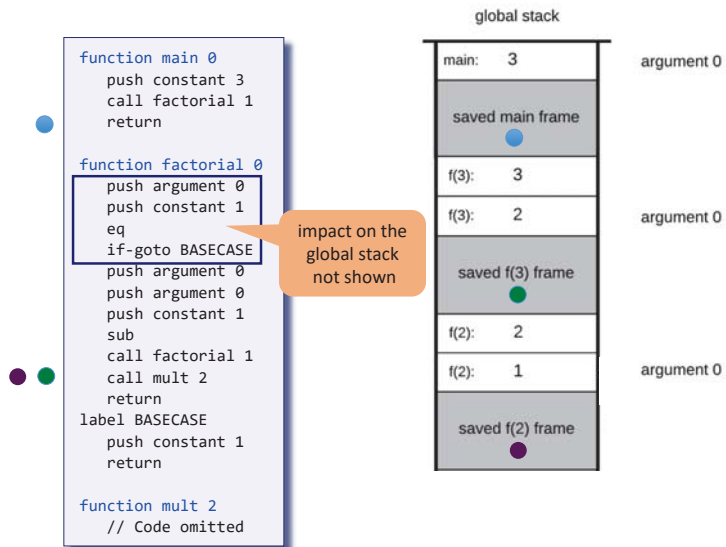 function main 0
push constant 3
call factorial 1
return
function factorial 0
push argument 0
push constant 1
eq
if-goto BASECASE
push argument 0
push argument 0
push constant 1
sub
call factorial 1
call mult 2
return
label BASECASE
push constant 1
return
function mult 2
// Code omitted
impact on the
global stack
not shown
global stack
main: 3 argument 0
saved main frame
f(3): 3
f(3): 2 argument 0
saved f(3) frame
f(2): 2
f(2): 1 argument 0
saved f(2) frame